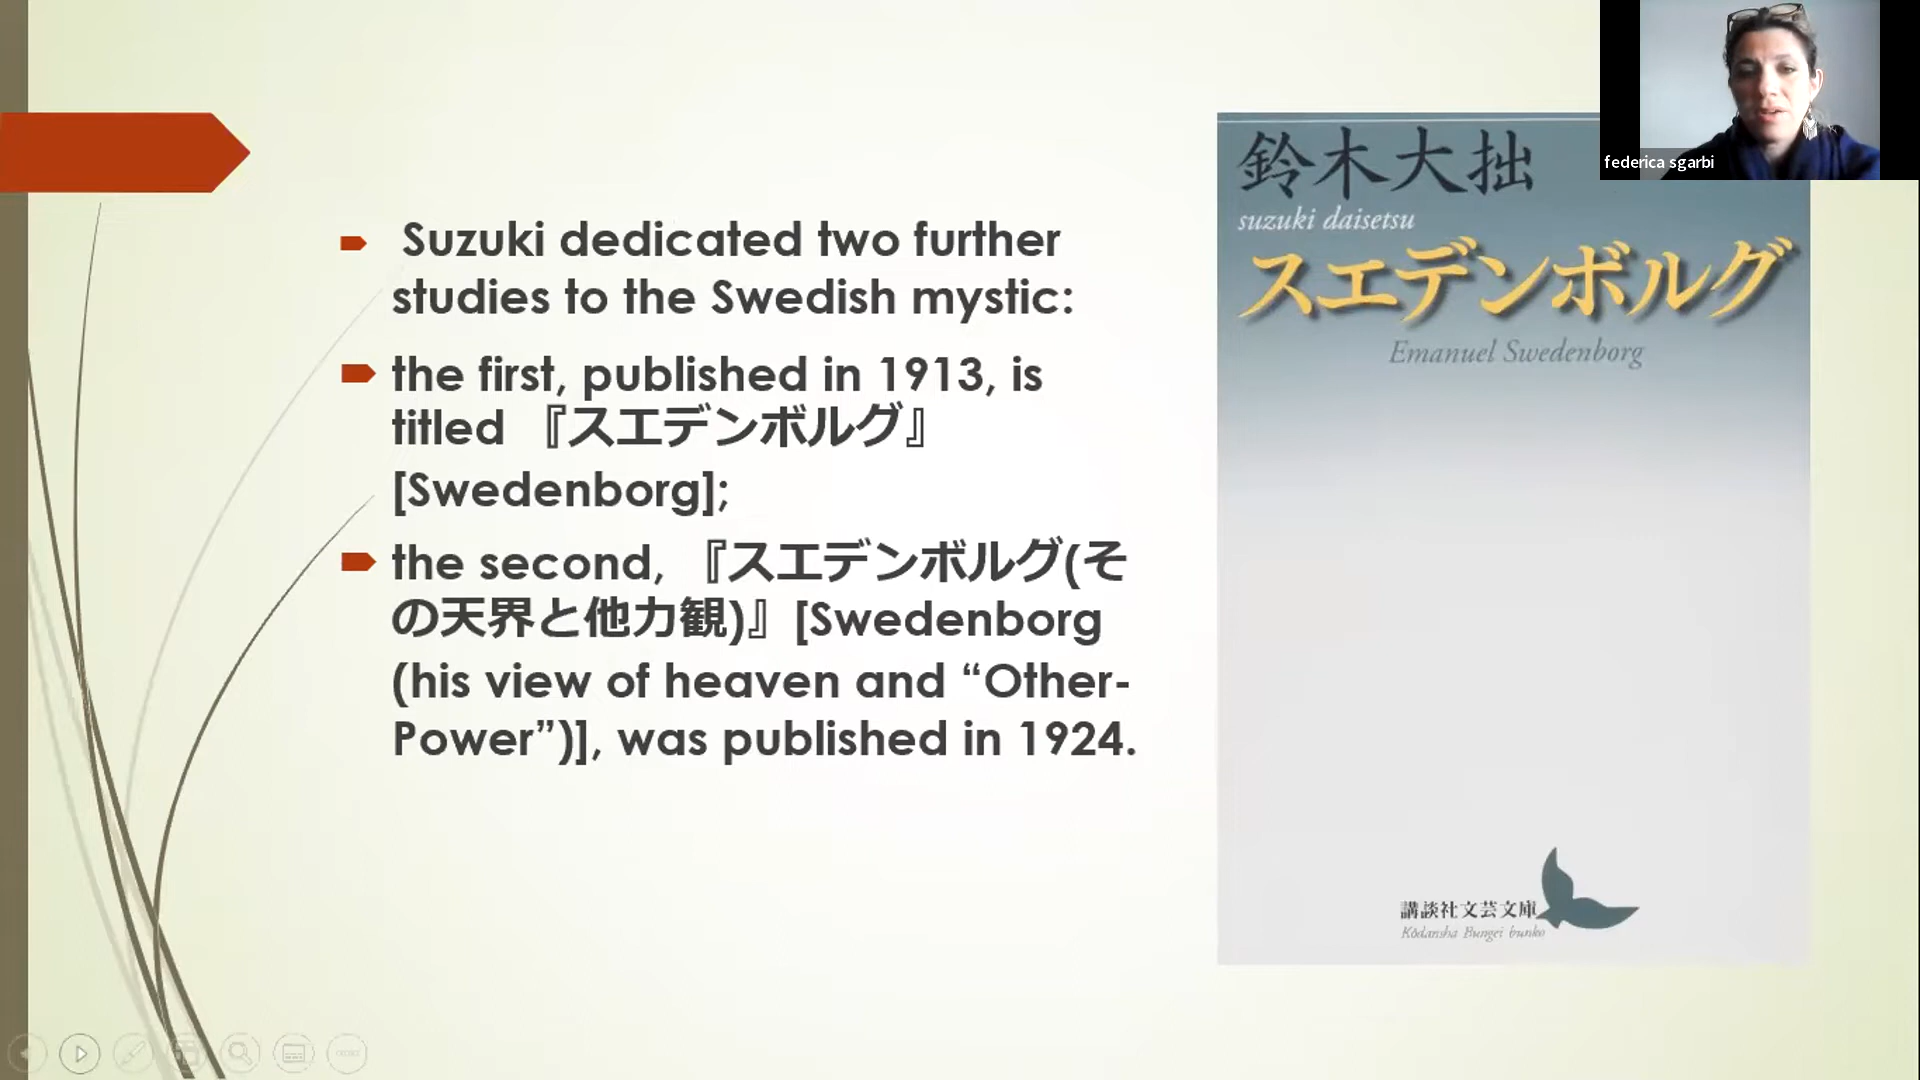 Suzuki dedicated two further
studies to the Swedish mystic:
the first, published in 1913, is
titled 『スエデンボルグ』
[Swedenborg];
the second, 『スエデンボルグ(そ
の天界と他力観)』[Swedenborg
(his view of heaven and “Other-
Power”)], was published in 1924.
鈴木大拙
suzuki daisetsu
スエデンボルグ
Emanuel Swedenborg
講談社文芸文庫
Kōdansha Bungei bunko
federica sgarbi